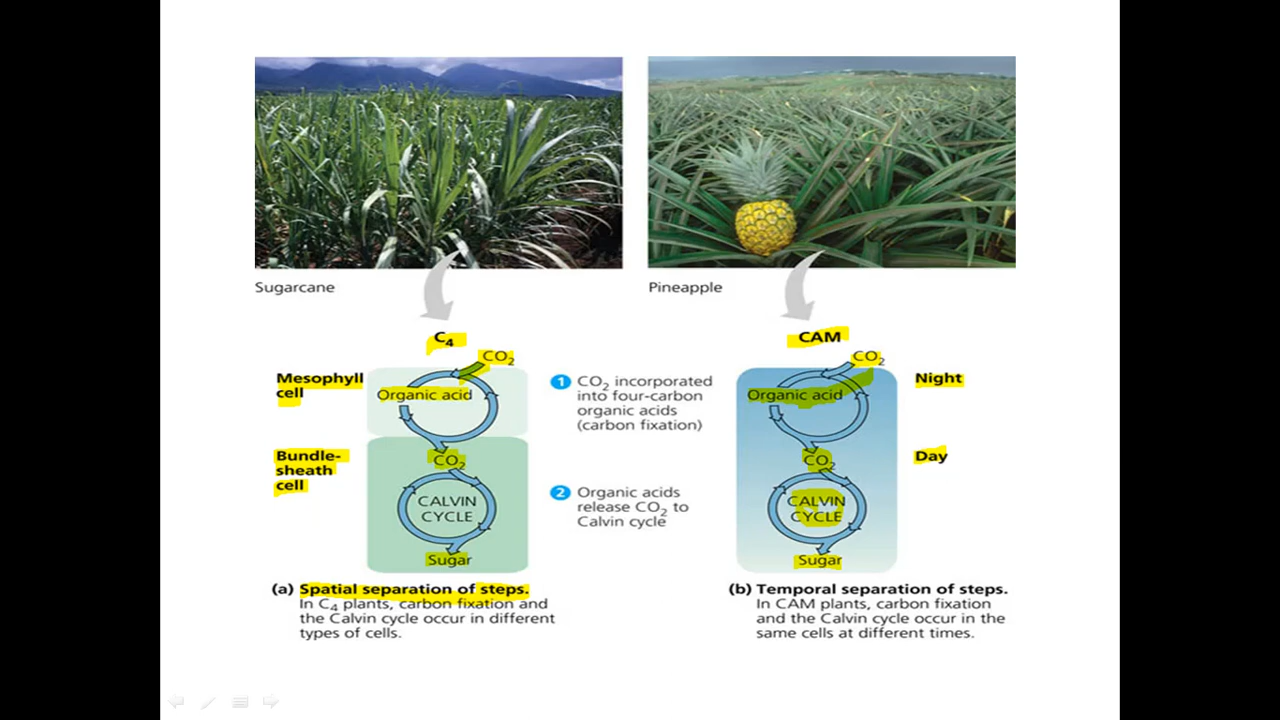 Sugarcane
Pineapple
C₄
CO₂
Mesophyll
cell
Organic acid
Bundle-
sheath
cell
CO₂
CALVIN
CYCLE
Sugar
1 CO₂ incorporated
into four-carbon
organic acids
(carbon fixation)
2 Organic acids
release CO₂ to
Calvin cycle
CAM
CO₂
Organic acid
Night
CO₂
Day
CALVIN
CYCLE
Sugar
(a) Spatial separation of steps.
In C₄ plants, carbon fixation and
the Calvin cycle occur in different
types of cells.
(b) Temporal separation of steps.
In CAM plants, carbon fixation
and the Calvin cycle occur in the
same cells at different times.